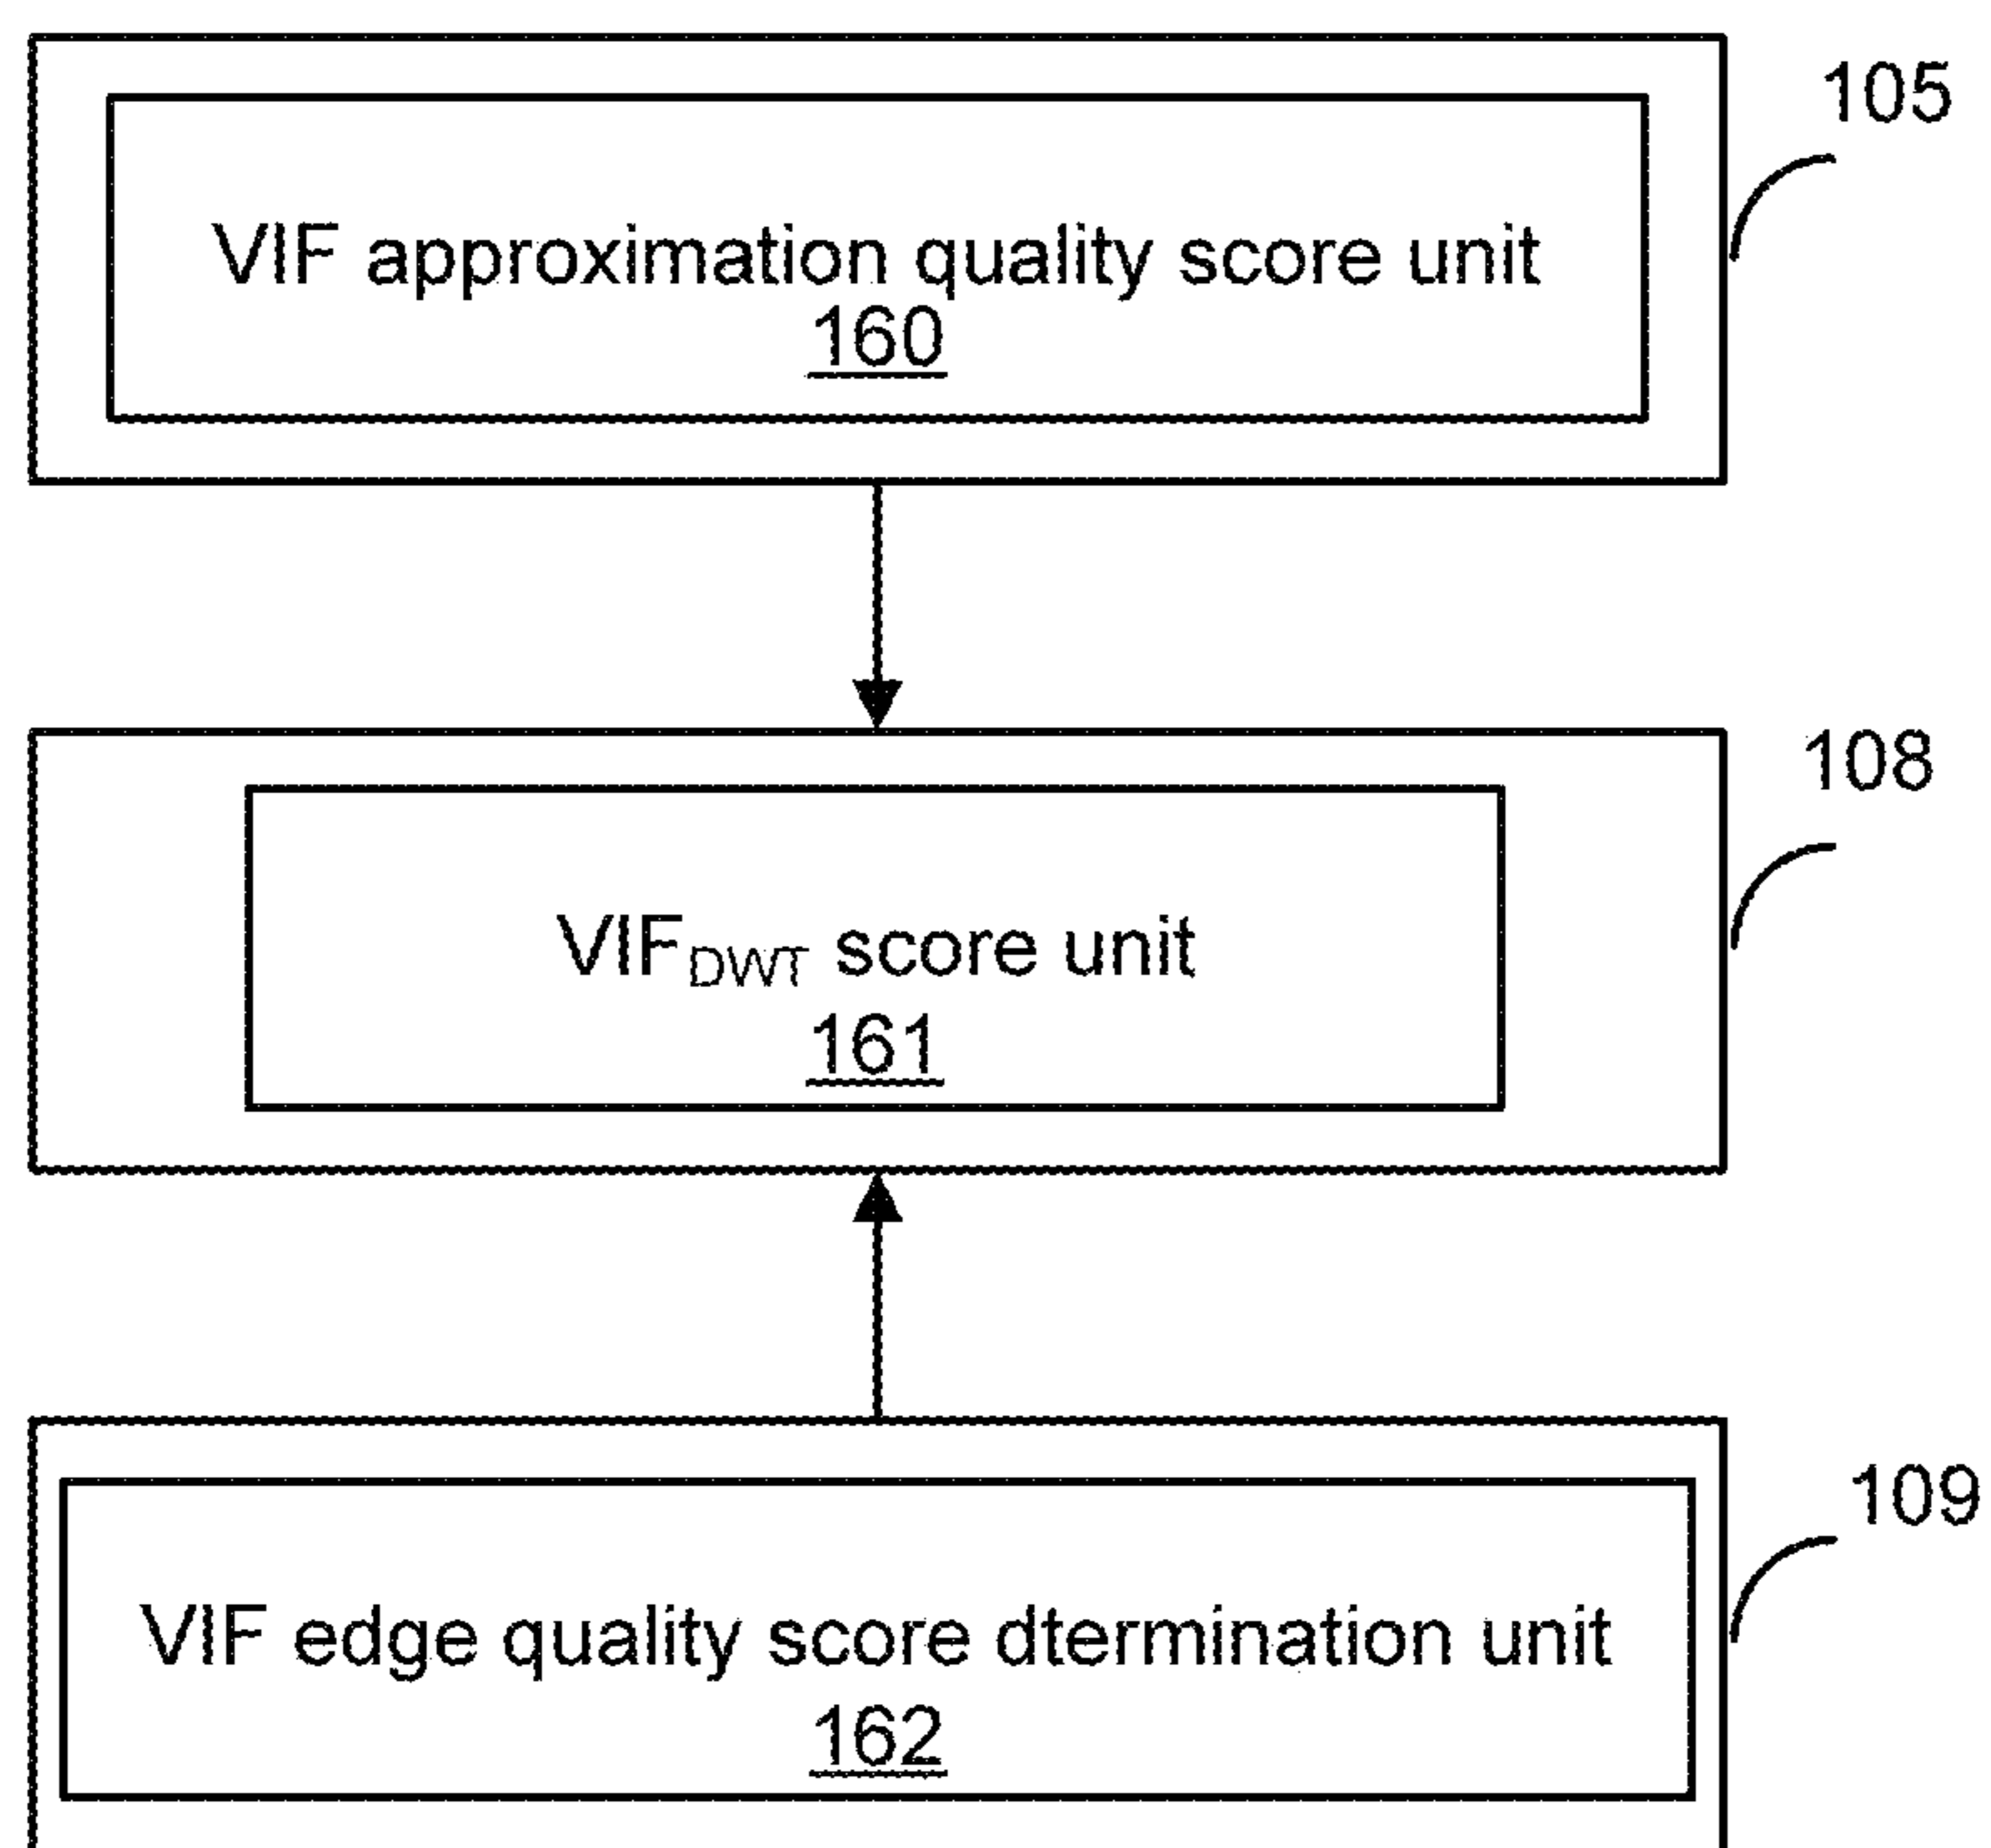 105
VIF approximation quality score unit
160
108
VIFDWT score unit
161
109
VIF edge quality score dtermination unit
162